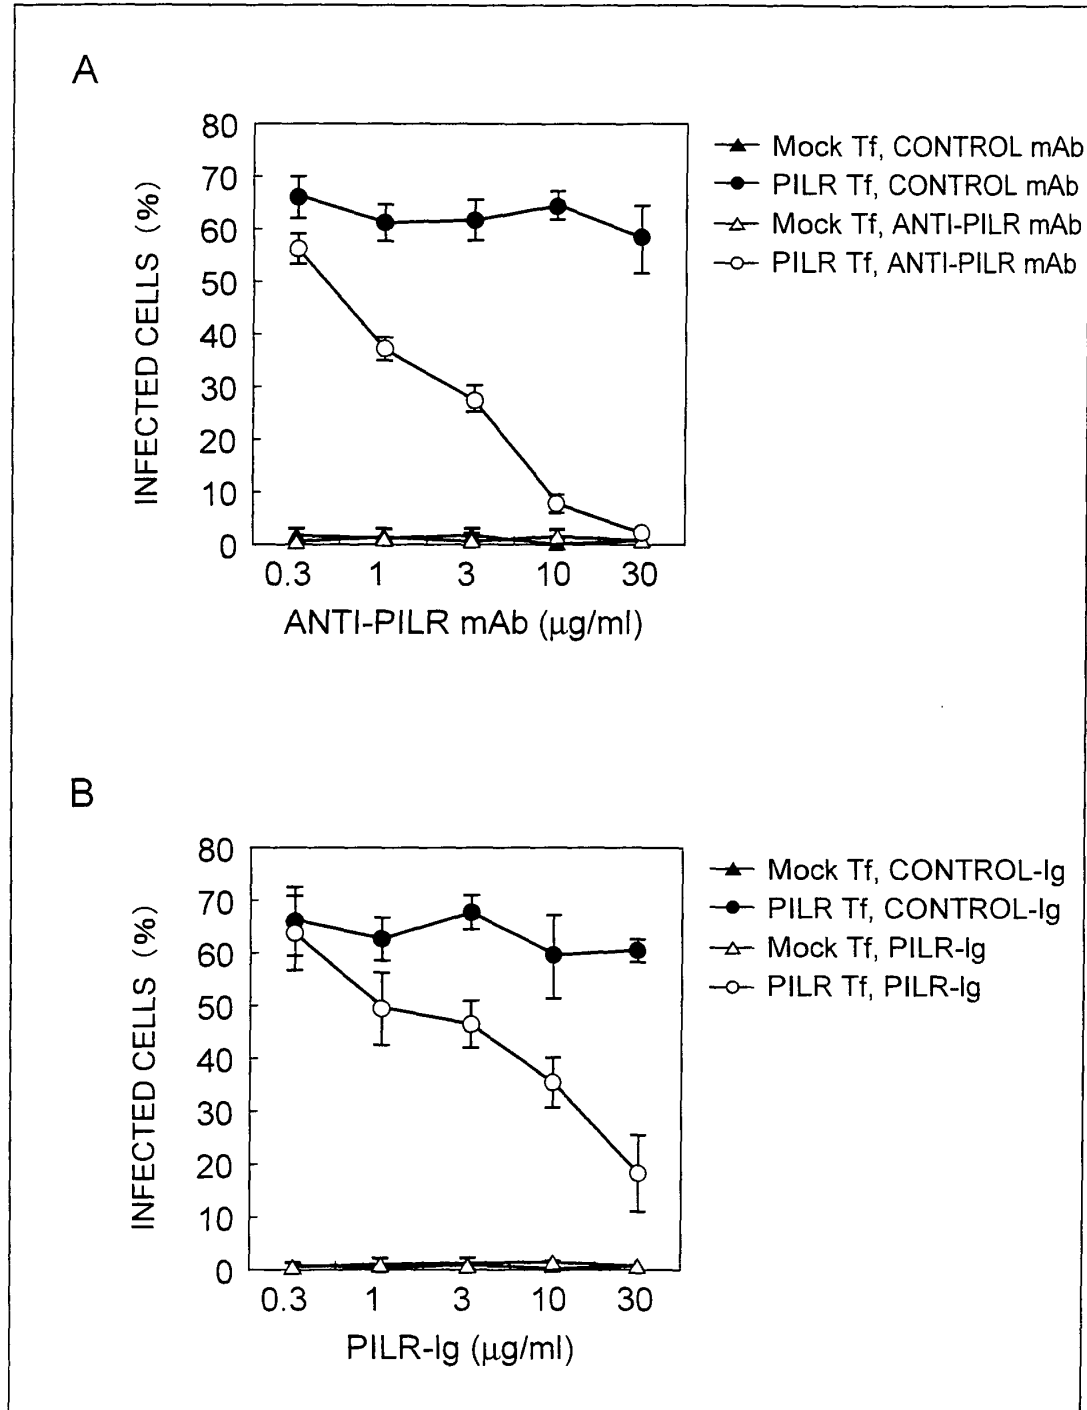 A
80
70
60
50
40
30
20
10
0
INFECTED CELLS (%)
0.3 1 3 10 30
ANTI-PILR mAb (μg/ml)
Mock Tf, CONTROL mAb
PILR Tf, CONTROL mAb
Mock Tf, ANTI-PILR mAb
PILR Tf, ANTI-PILR mAb
B
80
70
60
50
40
30
20
10
0
INFECTED CELLS (%)
0.3 1 3 10 30
PILR-Ig (μg/ml)
Mock Tf, CONTROL-Ig
PILR Tf, CONTROL-Ig
Mock Tf, PILR-Ig
PILR Tf, PILR-Ig